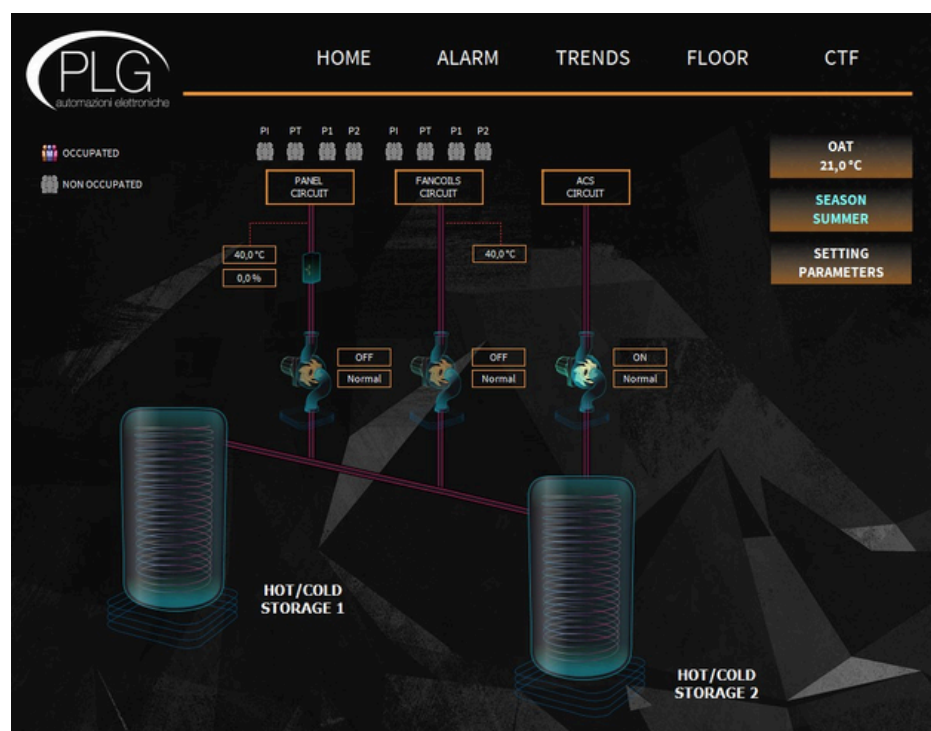 PLG
automazioni elettroniche
HOME ALARM TRENDS FLOOR CTF
OCCUPATED
NON OCCUPATED
PI PT P1 P2 PI PT P1 P2
PANEL
CIRCUIT
FANCOILS
CIRCUIT
ACS
CIRCUIT
OAT
21,0 °C
SEASON
SUMMER
SETTING
PARAMETERS
40,0 °C
0,0 %
40,0 °C
OFF
Normal
OFF
Normal
ON
Normal
HOT/COLD
STORAGE 1
HOT/COLD
STORAGE 2